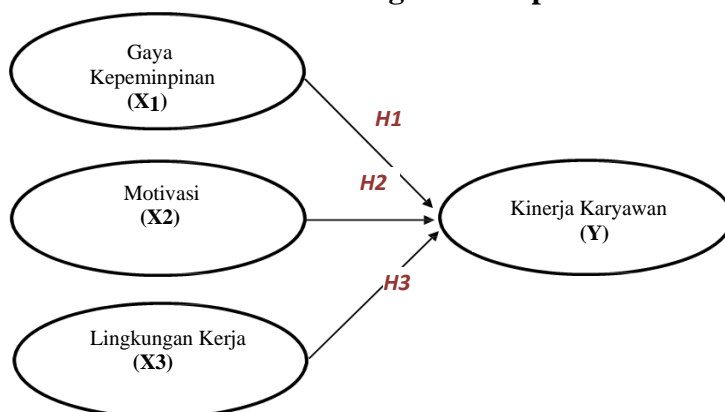 Gaya
Kepeminpinan
(X1)
H1
H2
Motivasi
(X2)
Kinerja Karyawan
(Y)
H3
Lingkungan Kerja
(X3)